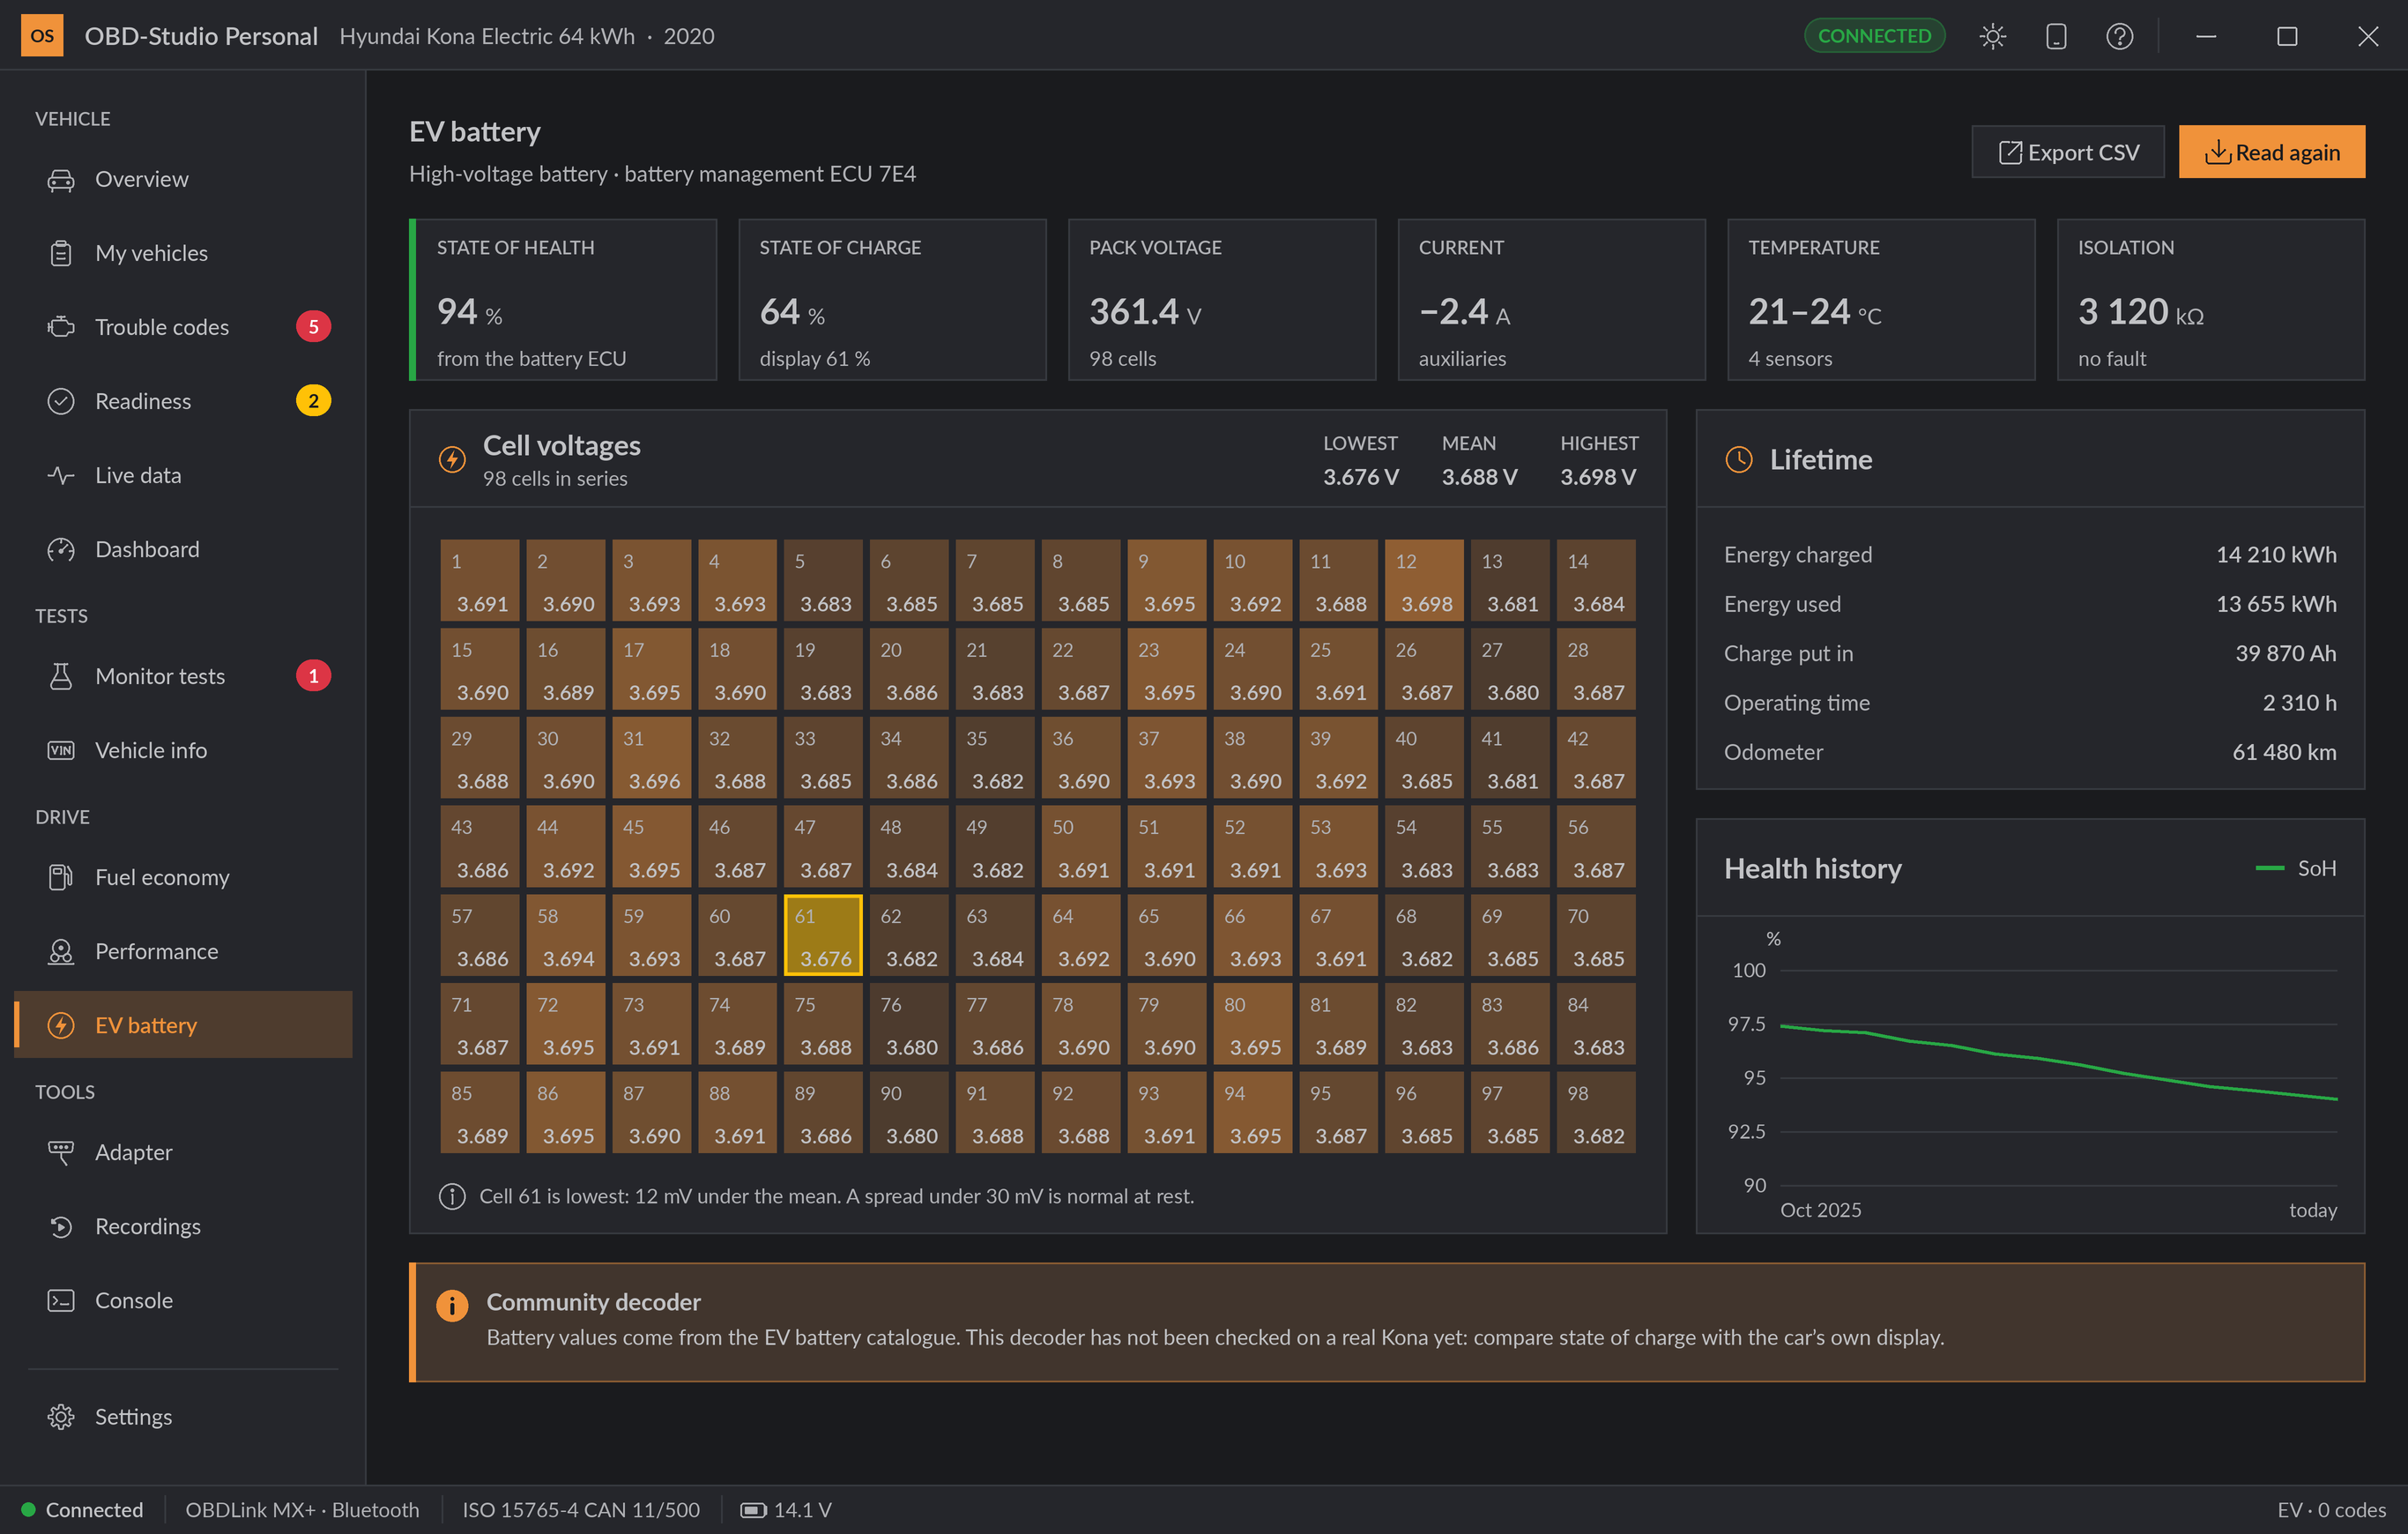 OS OBD-Studio Personal Hyundai Kona Electric 64 kWh · 2020 CONNECTED
VEHICLE
Overview
My vehicles
Trouble codes 5
Readiness 2
Live data
Dashboard
TESTS
Monitor tests 1
VIN Vehicle info
DRIVE
Fuel economy
Performance
EV battery
TOOLS
Adapter
Recordings
Console
Settings
EV battery
High-voltage battery · battery management ECU 7E4
Export CSV Read again
STATE OF HEALTH
94 %
from the battery ECU
STATE OF CHARGE
64 %
display 61 %
PACK VOLTAGE
361.4 V
98 cells
CURRENT
−2.4 A
auxiliaries
TEMPERATURE
21–24 °C
4 sensors
ISOLATION
3 120 kΩ
no fault
Cell voltages
98 cells in series
LOWEST MEAN HIGHEST
3.676 V 3.688 V 3.698 V
1 2 3 4 5 6 7 8 9 10 11 12 13 14
3.691 3.690 3.693 3.693 3.683 3.685 3.685 3.685 3.695 3.692 3.688 3.698 3.681 3.684
15 16 17 18 19 20 21 22 23 24 25 26 27 28
3.690 3.689 3.695 3.690 3.683 3.686 3.683 3.687 3.695 3.690 3.691 3.687 3.680 3.687
29 30 31 32 33 34 35 36 37 38 39 40 41 42
3.688 3.690 3.696 3.688 3.685 3.686 3.682 3.690 3.693 3.690 3.692 3.685 3.681 3.687
43 44 45 46 47 48 49 50 51 52 53 54 55 56
3.686 3.692 3.695 3.687 3.687 3.684 3.682 3.691 3.691 3.691 3.693 3.683 3.683 3.687
57 58 59 60 61 62 63 64 65 66 67 68 69 70
3.686 3.694 3.693 3.687 3.676 3.682 3.684 3.692 3.690 3.693 3.691 3.682 3.685 3.685
71 72 73 74 75 76 77 78 79 80 81 82 83 84
3.687 3.695 3.691 3.689 3.688 3.680 3.686 3.690 3.690 3.695 3.689 3.683 3.686 3.683
85 86 87 88 89 90 91 92 93 94 95 96 97 98
3.689 3.695 3.690 3.691 3.686 3.680 3.688 3.688 3.691 3.695 3.687 3.685 3.685 3.682
Cell 61 is lowest: 12 mV under the mean. A spread under 30 mV is normal at rest.
Lifetime
Energy charged 14 210 kWh
Energy used 13 655 kWh
Charge put in 39 870 Ah
Operating time 2 310 h
Odometer 61 480 km
Health history SoH
%
100
97.5
95
92.5
90
Oct 2025 today
Community decoder
Battery values come from the EV battery catalogue. This decoder has not been checked on a real Kona yet: compare state of charge with the car’s own display.
Connected OBDLink MX+ · Bluetooth ISO 15765-4 CAN 11/500 14.1 V EV · 0 codes